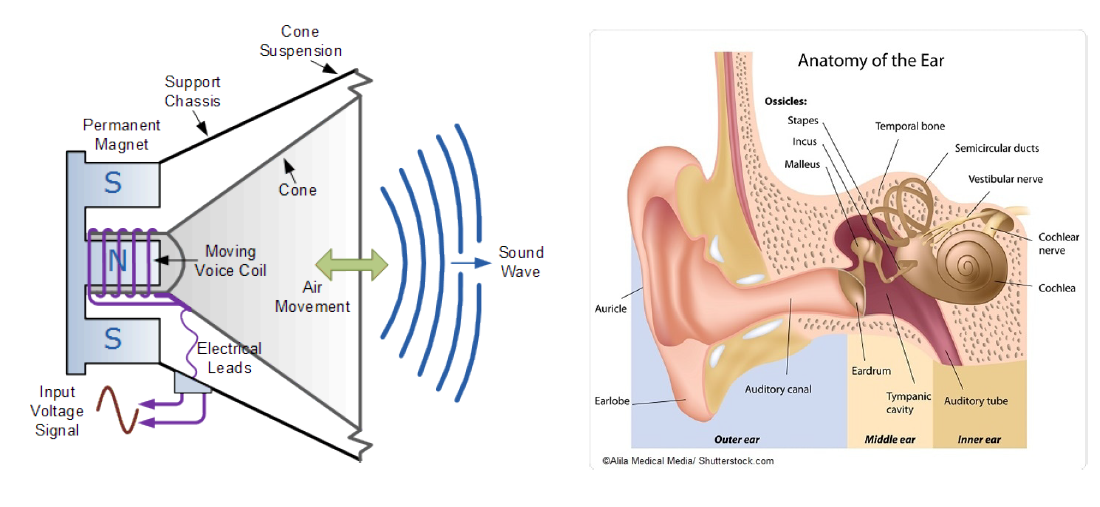 Cone
Suspension
Support
Chassis
Permanent
Magnet
S
Cone
N
Moving
Voice Coil
Sound
Wave
Air
Movement
S
Electrical
Leads
Input
Voltage
Signal
Anatomy of the Ear
Ossicles:
Stapes
Temporal bone
Incus
Semicircular ducts
Malleus
Vestibular nerve
Cochlear
nerve
Cochlea
Auricle
Eardrum
Auditory canal
Tympanic
cavity
Auditory tube
Earlobe
Outer ear
Middle ear
Inner ear
©Alila Medical Media/ Shutterstock.com